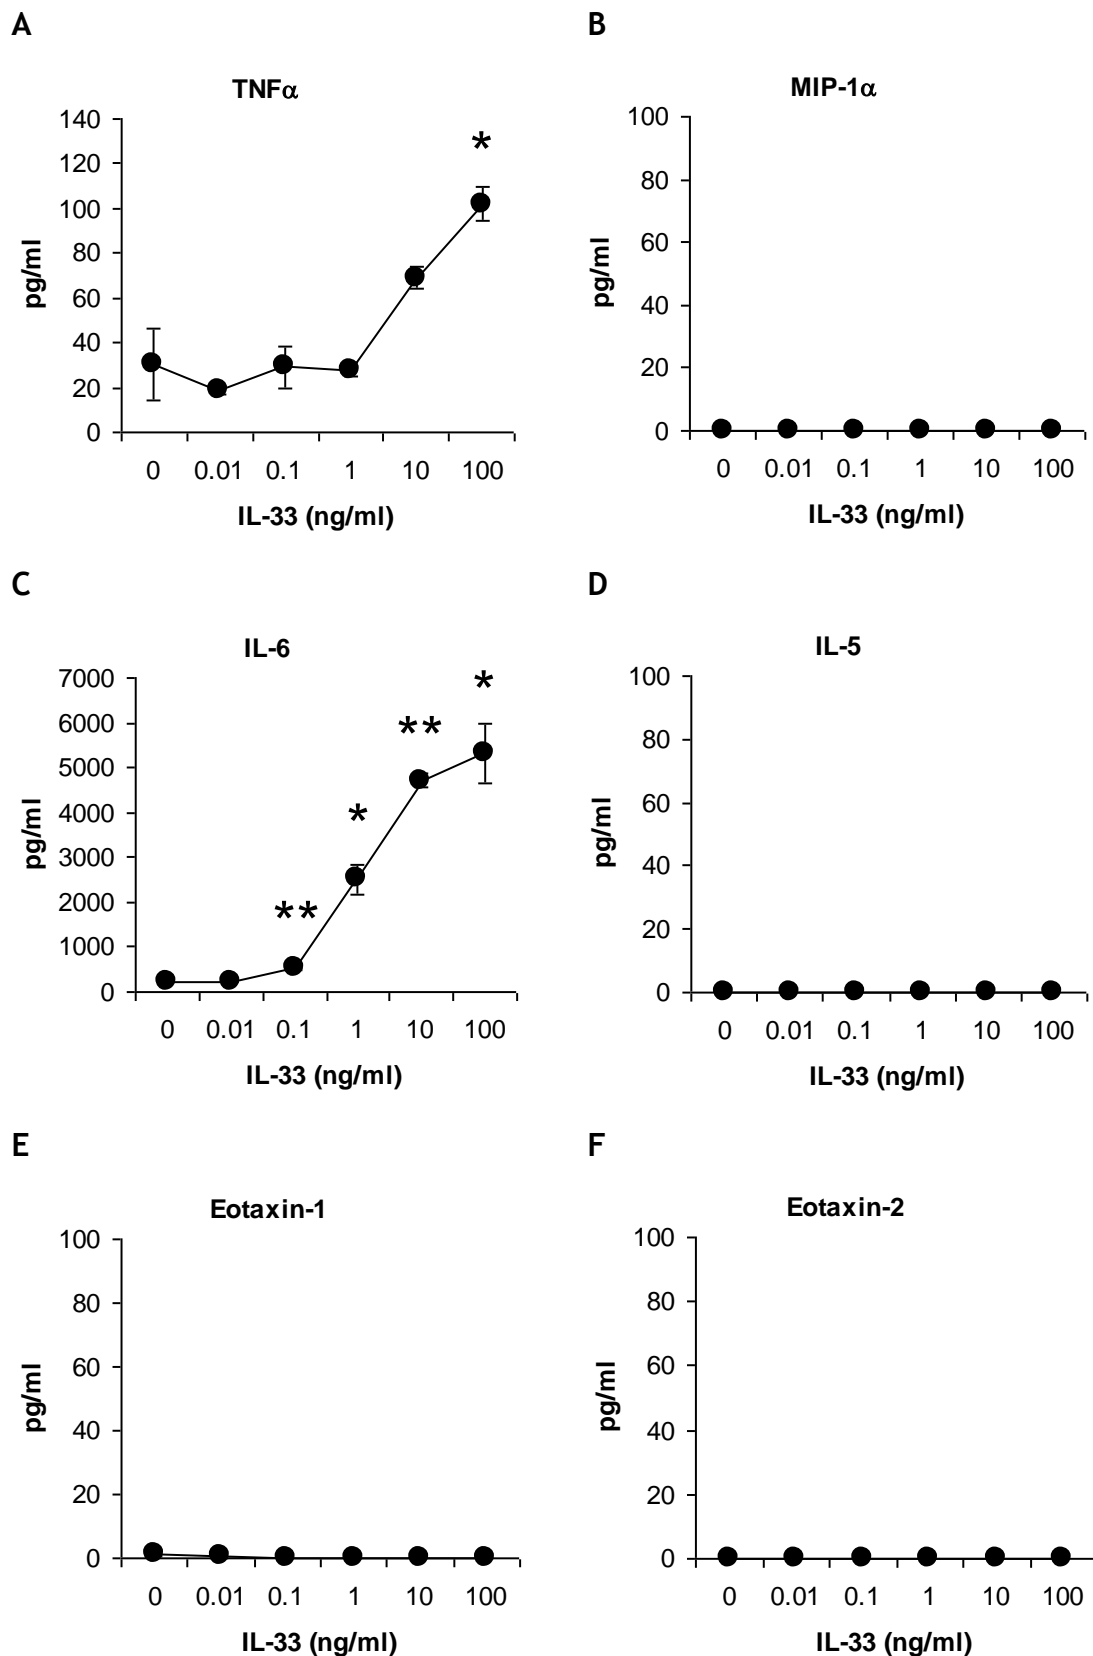 A
TNFα
140
120
100
80
60
40
20
0
pg/ml
*
0 0.01 0.1 1 10 100
IL-33 (ng/ml)
B
MIP-1α
100
80
60
40
20
0
pg/ml
0 0.01 0.1 1 10 100
IL-33 (ng/ml)
C
IL-6
7000
6000
5000
4000
3000
2000
1000
0
pg/ml
**
*
**
*
0 0.01 0.1 1 10 100
IL-33 (ng/ml)
D
IL-5
100
80
60
40
20
0
pg/ml
0 0.01 0.1 1 10 100
IL-33 (ng/ml)
E
Eotaxin-1
100
80
60
40
20
0
pg/ml
0 0.01 0.1 1 10 100
IL-33 (ng/ml)
F
Eotaxin-2
100
80
60
40
20
0
pg/ml
0 0.01 0.1 1 10 100
IL-33 (ng/ml)